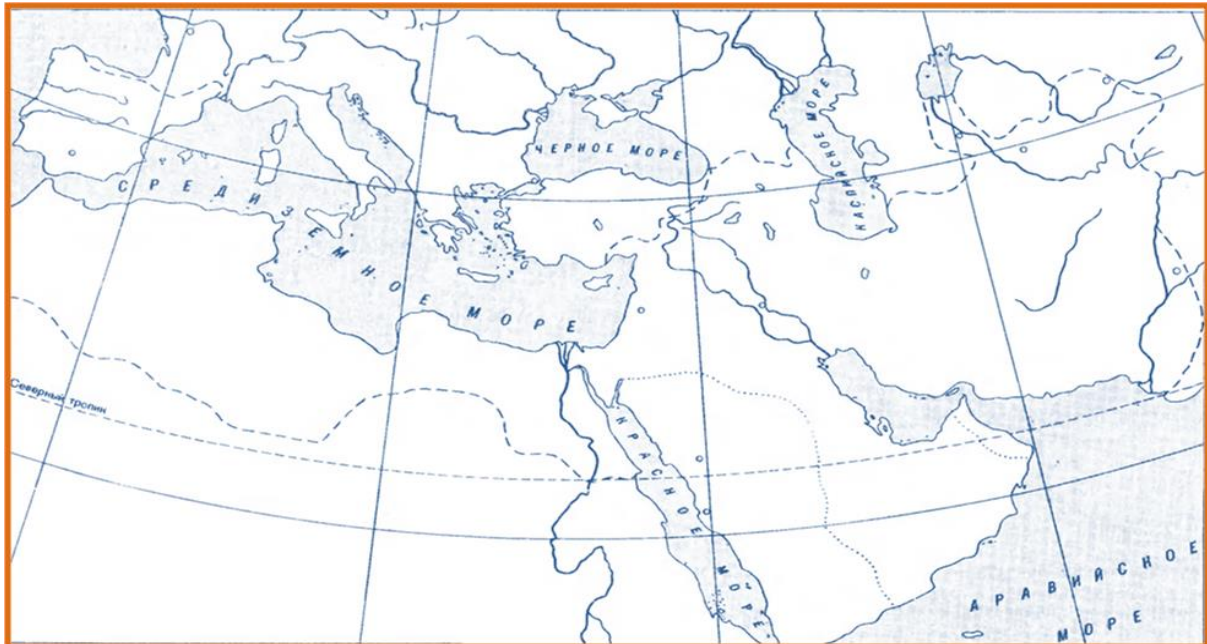 ЧЕРНОЕ МОРЕ
КАСПИЙСКОЕ МОРЕ
СРЕДИЗЕМНОЕ МОРЕ
Северный тропик
КРАСНОЕ МОРЕ
АРАВИЙСКОЕ
МОРЕ